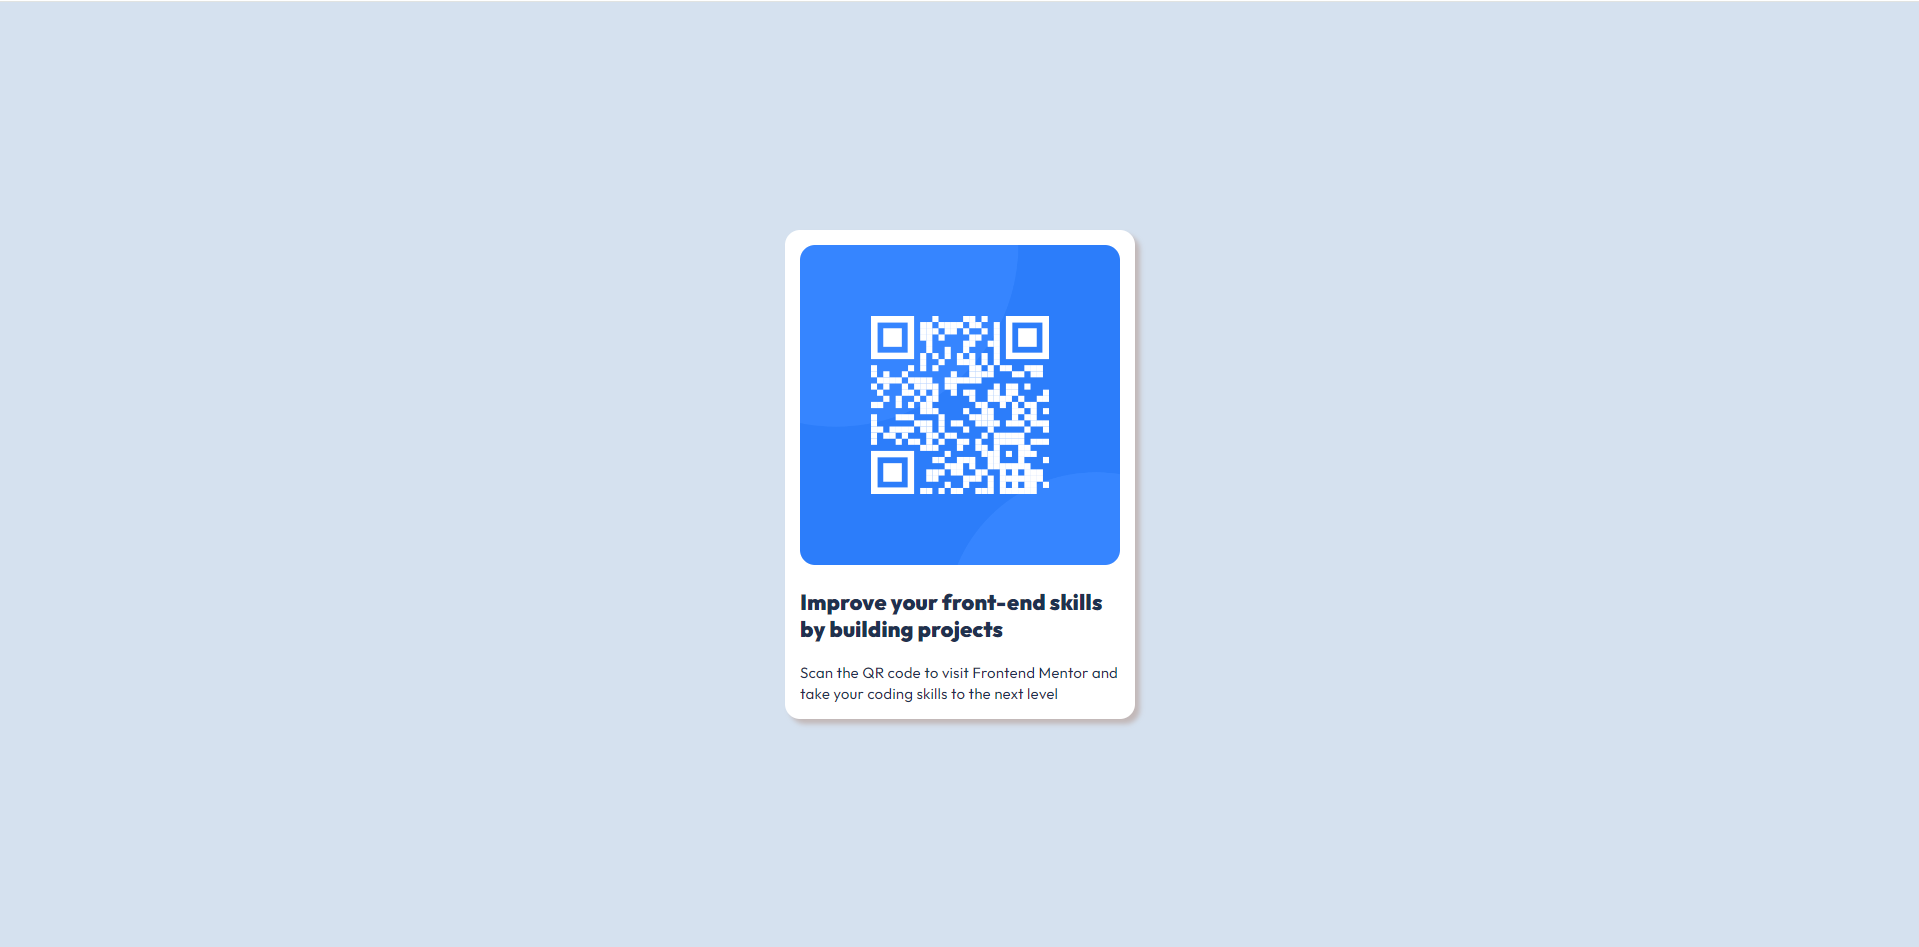 Improve your front-end skills
by building projects
Scan the QR code to visit Frontend Mentor and
take your coding skills to the next level